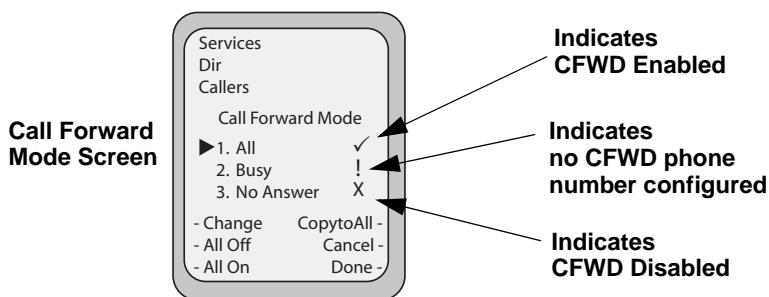 Call Forward
Mode Screen
Services
Dir
Callers
Call Forward Mode
1. All ✓
2. Busy !
3. No Answer X
- Change CopytoAll -
- All Off Cancel -
- All On Done -
Indicates
CFWD Enabled
Indicates
no CFWD phone
number configured
Indicates
CFWD Disabled